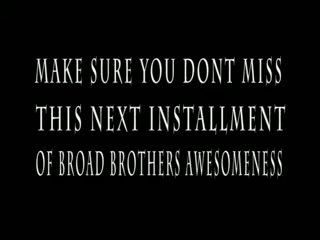 MAKE SURE YOU DONT MISS
THIS NEXT INSTALLMENT
OF BROAD BROTHERS AWESOMENESS